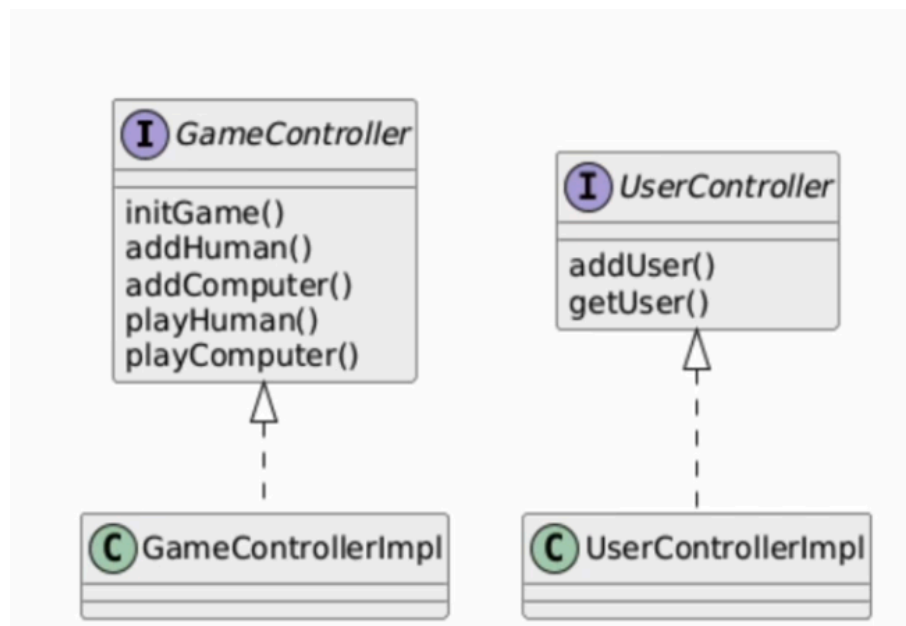 I GameController
initGame()
addHuman()
addComputer()
playHuman()
playComputer()
I UserController
addUser()
getUser()
C GameControllerImpl
C UserControllerImpl